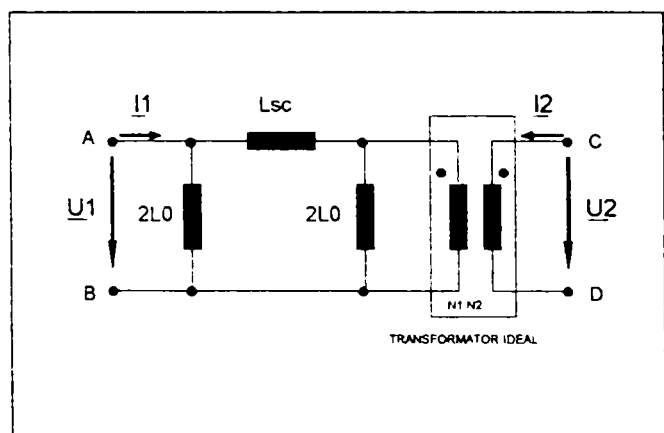 I1 Lsc I2
A C
U1 2L0 2L0 U2
B D
N1 N2
TRANSFORMATOR IDEAL